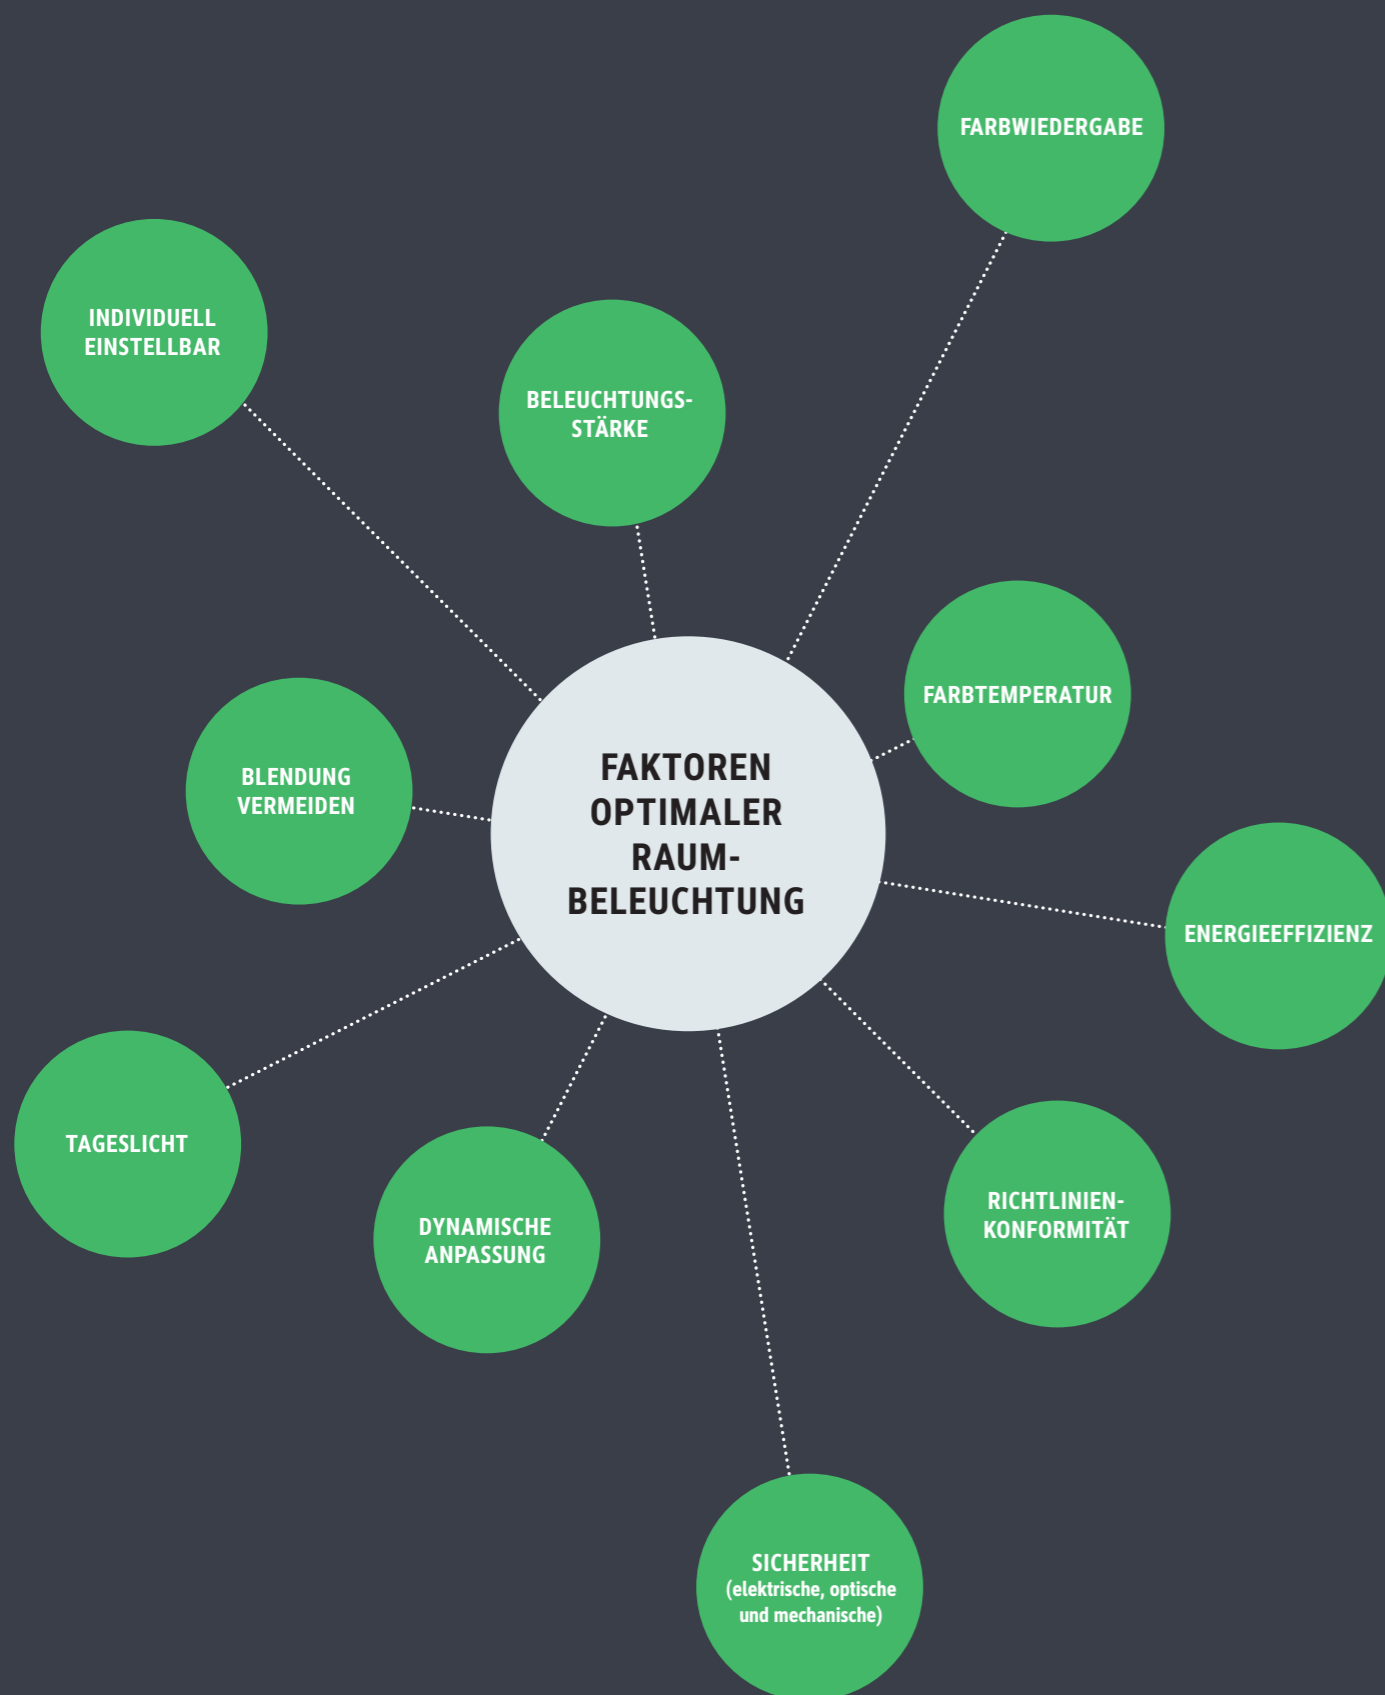 FARBWIEDERGABE
INDIVIDUELL
EINSTELLBAR
BELEUCHTUNGS-
STÄRKE
FARBTEMPERATUR
BLENDUNG
VERMEIDEN
FAKTOREN
OPTIMALER
RAUM-
BELEUCHTUNG
ENERGIEEFFIZIENZ
TAGESLICHT
DYNAMISCHE
ANPASSUNG
RICHTLINIEN-
KONFORMITÄT
SICHERHEIT
(elektrische, optische
und mechanische)